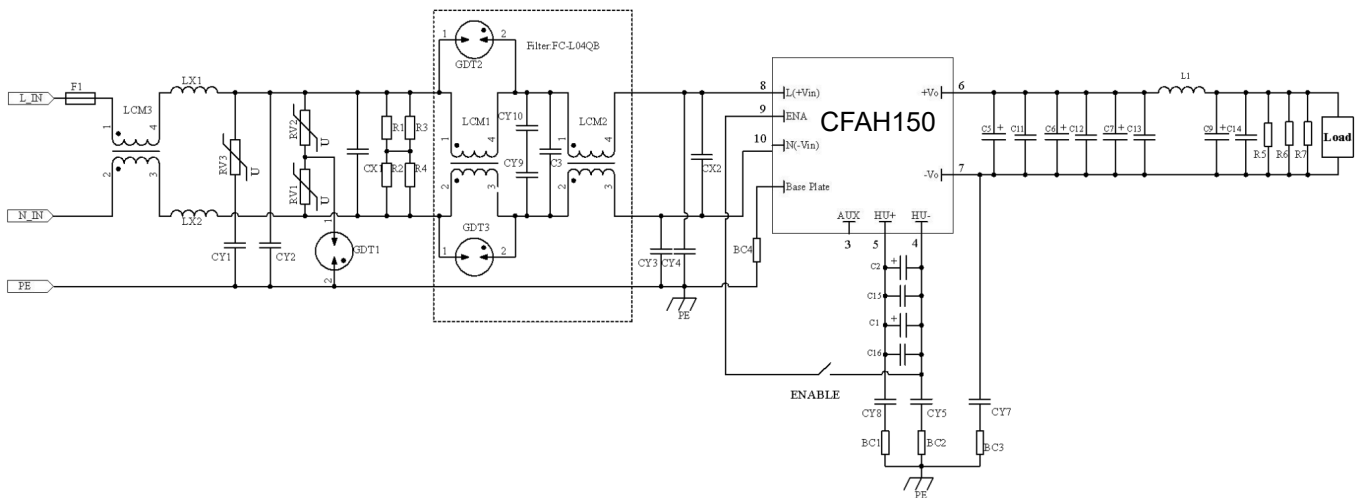 Filter:FC-L04QB
GDT2
1
2
L_IN
F1
LCM3
1
4
2
3
LX1
LX2
N_IN
PE
RV3
U
RV2
U
RV1
U
1
GDT1
2
CY1
CY2
CX1
R1
R3
R2
R4
LCM1
1
4
2
3
CY10
CY9
C3
LCM2
1
4
2
3
GDT3
1
2
CX2
CY3
CY4
PE
BC4
8
L(+Vin)
9
ENA
10
N(-Vin)
Base Plate
CFAH150
+Vo
6
-Vo
7
AUX
3
HU+
5
HU-
4
C2
+
C15
C1
+
C16
ENABLE
CY8
CY5
CY7
BC1
BC2
BC3
PE
C5
+
C11
C6
+
C12
C7
+
C13
L1
C9
+
C14
R5
R6
R7
Load